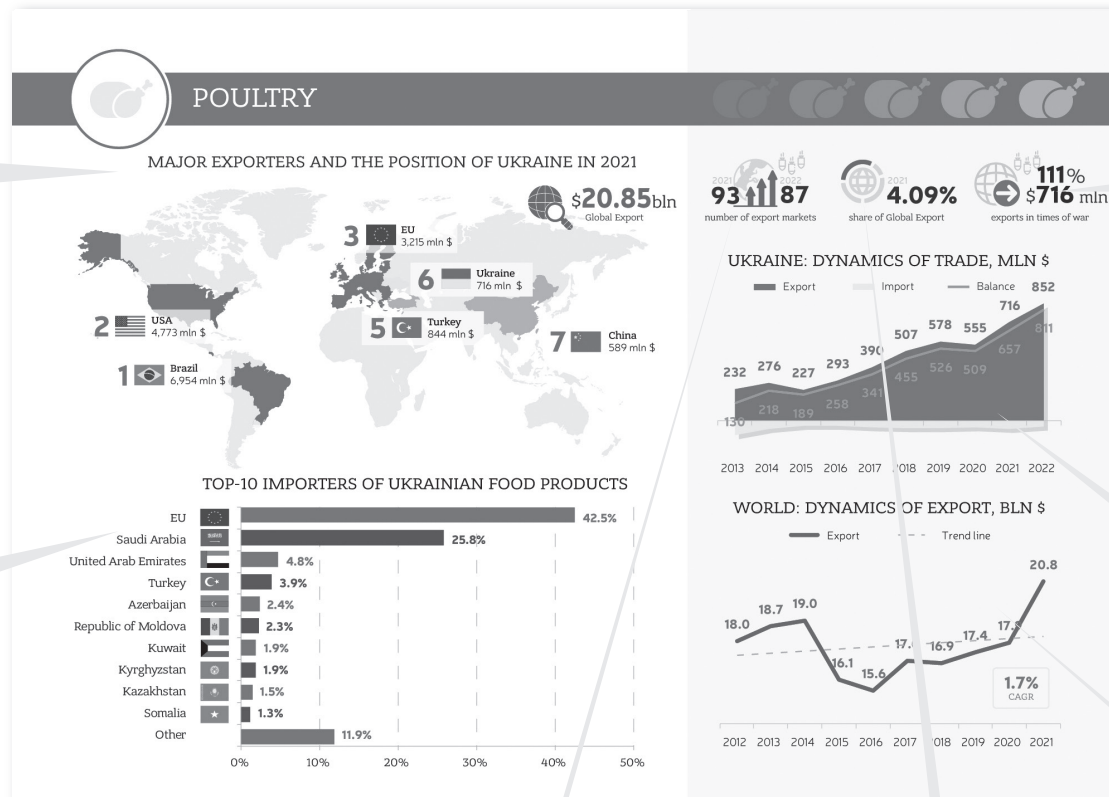 POULTRY
MAJOR EXPORTERS AND THE POSITION OF UKRAINE IN 2021
$20.85bln
Global Export
3
EU
3,215 mln $
6
Ukraine
716 mln $
2
USA
4,773 mln $
5
Turkey
844 mln $
7
China
589 mln $
1
Brazil
6,954 mln $
TOP-10 IMPORTERS OF UKRAINIAN FOOD PRODUCTS
EU 42.5%
Saudi Arabia 25.8%
United Arab Emirates 4.8%
Turkey 3.9%
Azerbaijan 2.4%
Republic of Moldova 2.3%
Kuwait 1.9%
Kyrghyzstan 1.9%
Kazakhstan 1.5%
Somalia 1.3%
Other 11.9%
0% 10% 20% 30% 40% 50%
2021 2022
93 87
number of export markets
2021
4.09%
share of Global Export
111%
$716 mln
exports in times of war
UKRAINE: DYNAMICS OF TRADE, MLN $
Export Import Balance
852
716
811
578
555
507
657
390
293
276
232
227
526
509
455
341
258
218
189
130
2013 2014 2015 2016 2017 2018 2019 2020 2021 2022
WORLD: DYNAMICS OF EXPORT, BLN $
Export Trend line
20.8
18.0 18.7 19.0
16.1 15.6 16.9 17.4
1.7%
CAGR
2012 2013 2014 2015 2016 2017 2018 2019 2020 2021